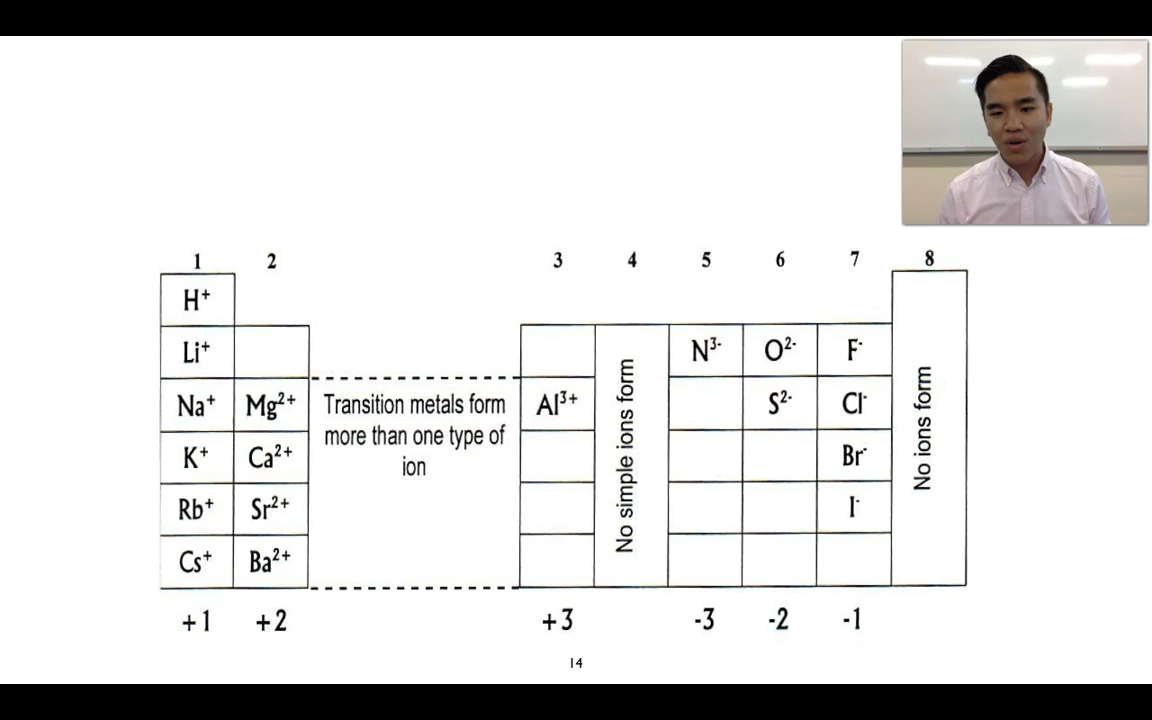 1 2 3 4 5 6 7 8
H⁺
Li⁺ N³⁻ O²⁻ F⁻
Na⁺ Mg²⁺ Al³⁺ S²⁻ Cl⁻
K⁺ Ca²⁺ Br⁻
Rb⁺ Sr²⁺ I⁻
Cs⁺ Ba²⁺
Transition metals form
more than one type of
ion
No simple ions form
No ions form
+1 +2 +3 -3 -2 -1
14